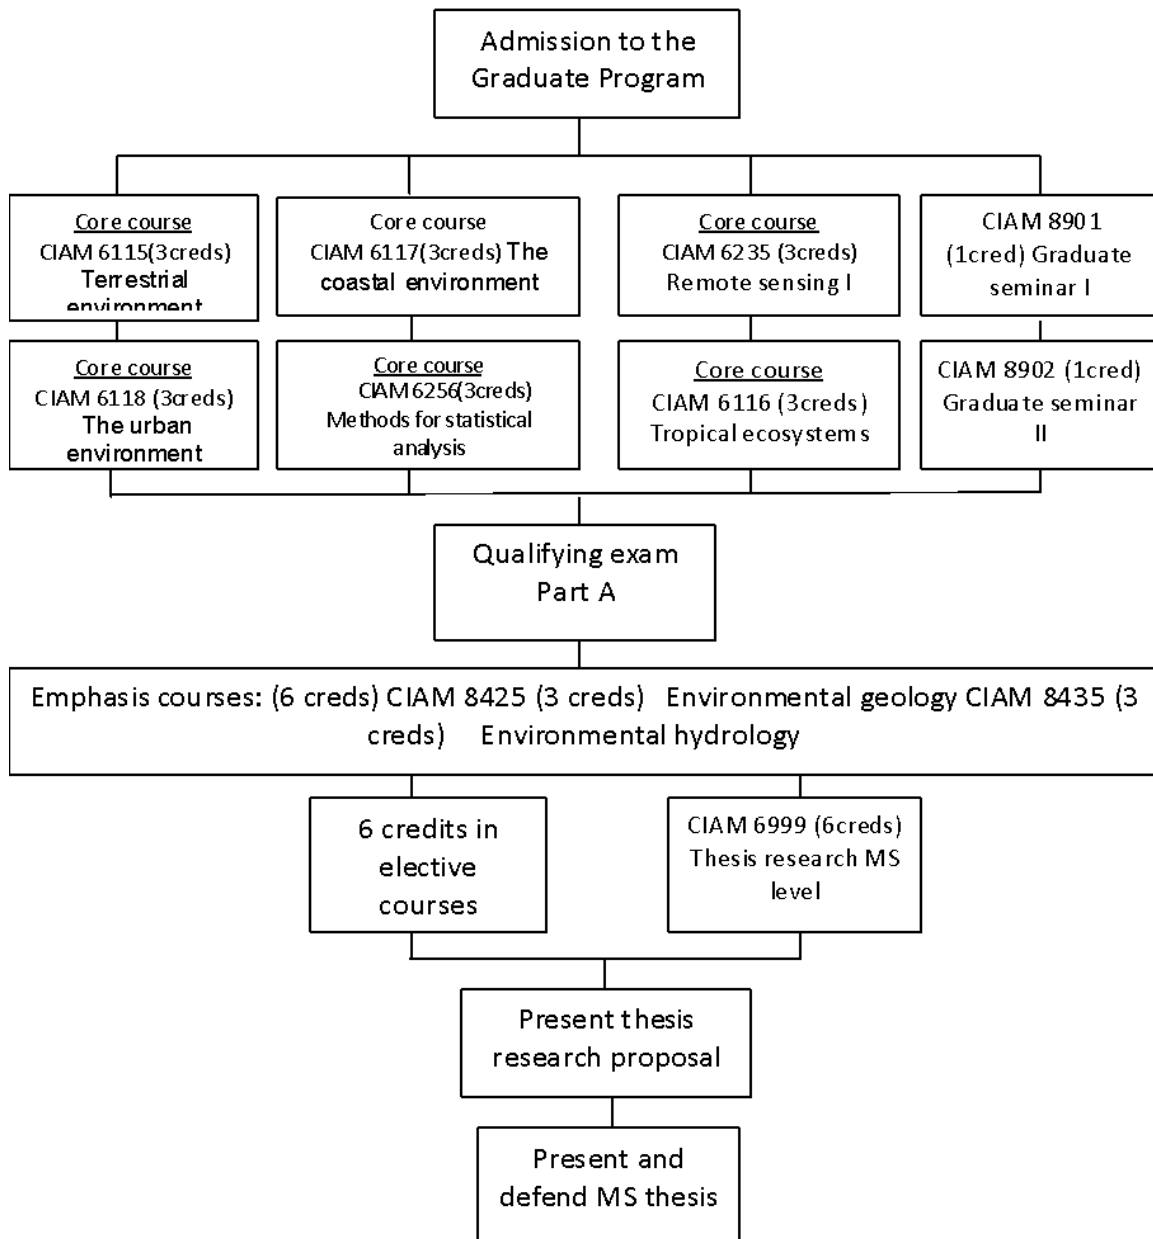 Admission to the
Graduate Program
Core course
CIAM 6115(3creds)
Terrestrial
environment
Core course
CIAM 6117(3creds) The
coastal environment
Core course
CIAM 6235 (3creds)
Remote sensing I
CIAM 8901
(1cred) Graduate
seminar I
Core course
CIAM 6118 (3creds)
The urban
environment
Core course
CIAM 6256(3creds)
Methods for statistical
analysis
Core course
CIAM 6116 (3creds)
Tropical ecosystems
CIAM 8902 (1cred)
Graduate seminar
II
Qualifying exam
Part A
Emphasis courses: (6 creds) CIAM 8425 (3 creds) Environmental geology CIAM 8435 (3
creds) Environmental hydrology
6 credits in
elective
courses
CIAM 6999 (6creds)
Thesis research MS
level
Present thesis
research proposal
Present and
defend MS thesis